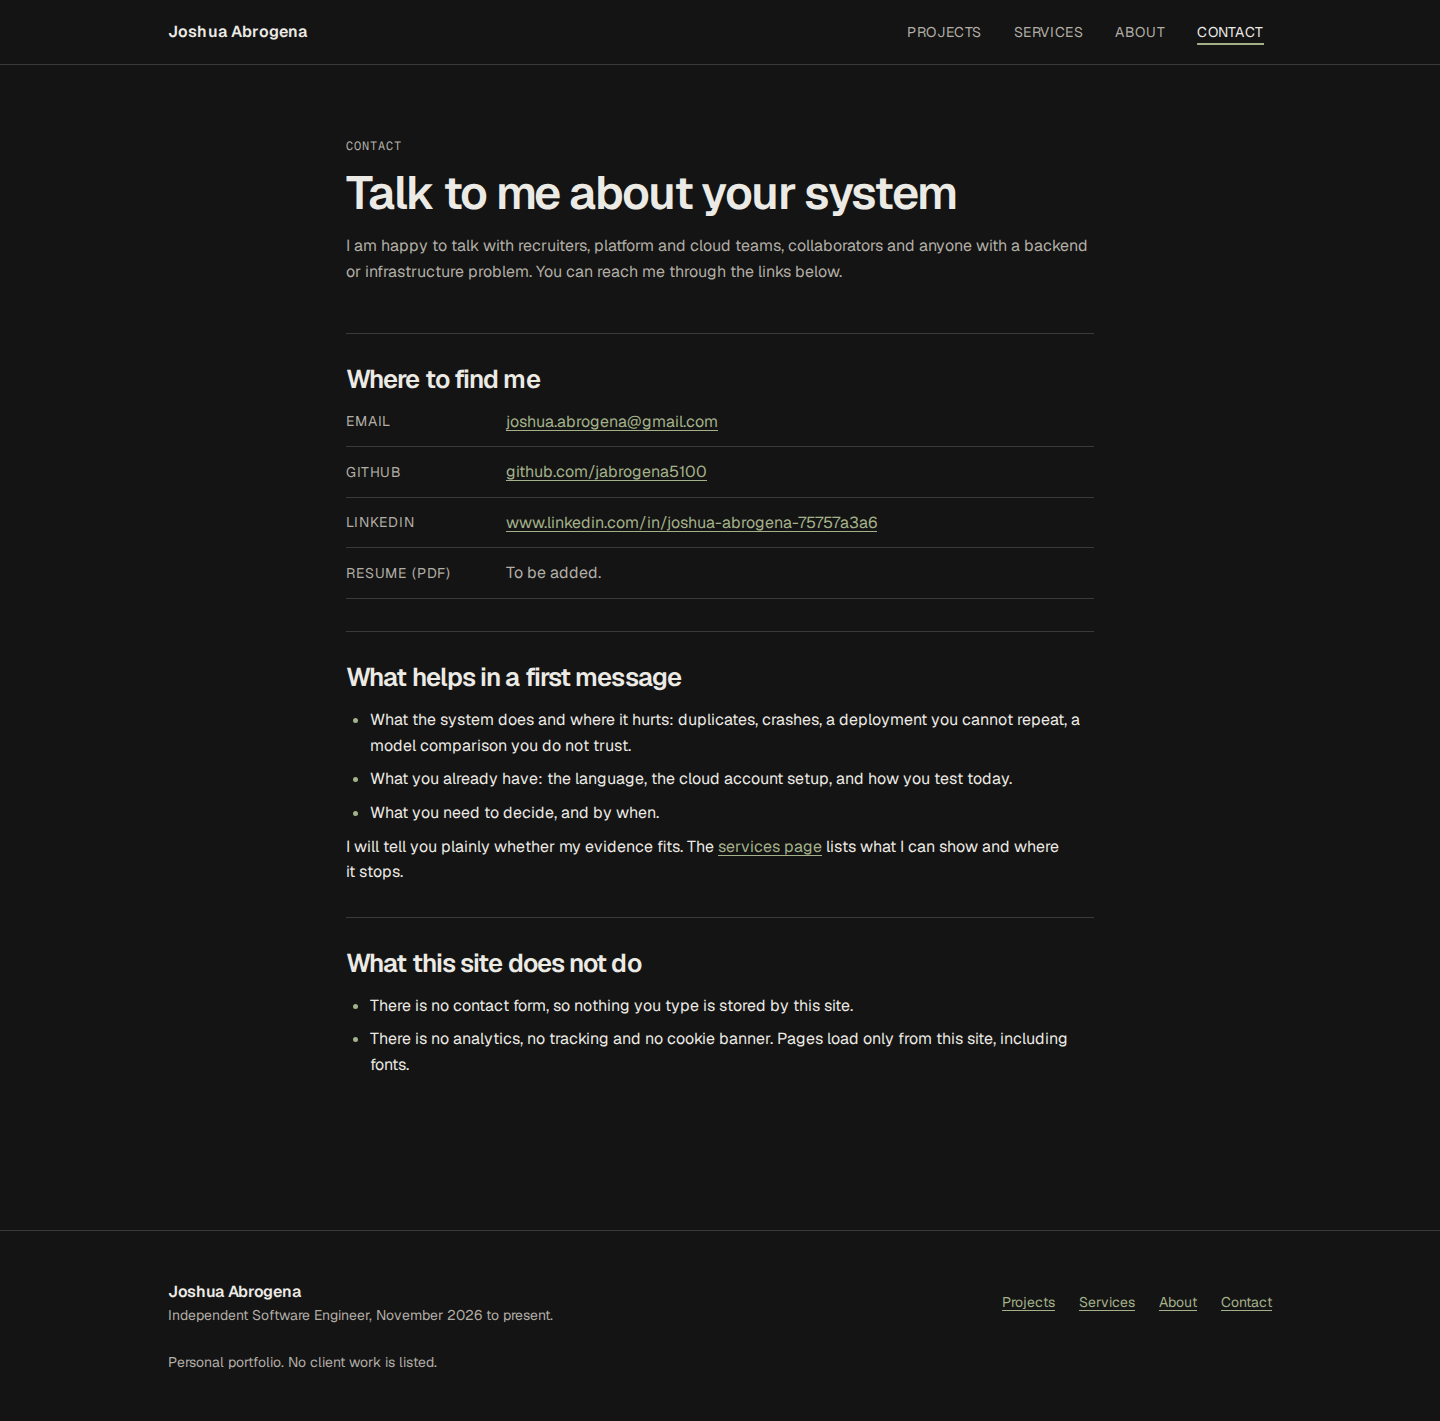 Joshua Abrogena
PROJECTS SERVICES ABOUT CONTACT
CONTACT
Talk to me about your system
I am happy to talk with recruiters, platform and cloud teams, collaborators and anyone with a backend
or infrastructure problem. You can reach me through the links below.
Where to find me
EMAIL joshua.abrogena@gmail.com
GITHUB github.com/jabrogena5100
LINKEDIN www.linkedin.com/in/joshua-abrogena-75757a3a6
RESUME (PDF) To be added.
What helps in a first message
• What the system does and where it hurts: duplicates, crashes, a deployment you cannot repeat, a
model comparison you do not trust.
• What you already have: the language, the cloud account setup, and how you test today.
• What you need to decide, and by when.
I will tell you plainly whether my evidence fits. The services page lists what I can show and where
it stops.
What this site does not do
• There is no contact form, so nothing you type is stored by this site.
• There is no analytics, no tracking and no cookie banner. Pages load only from this site, including
fonts.
Joshua Abrogena
Independent Software Engineer, November 2026 to present.
Projects Services About Contact
Personal portfolio. No client work is listed.